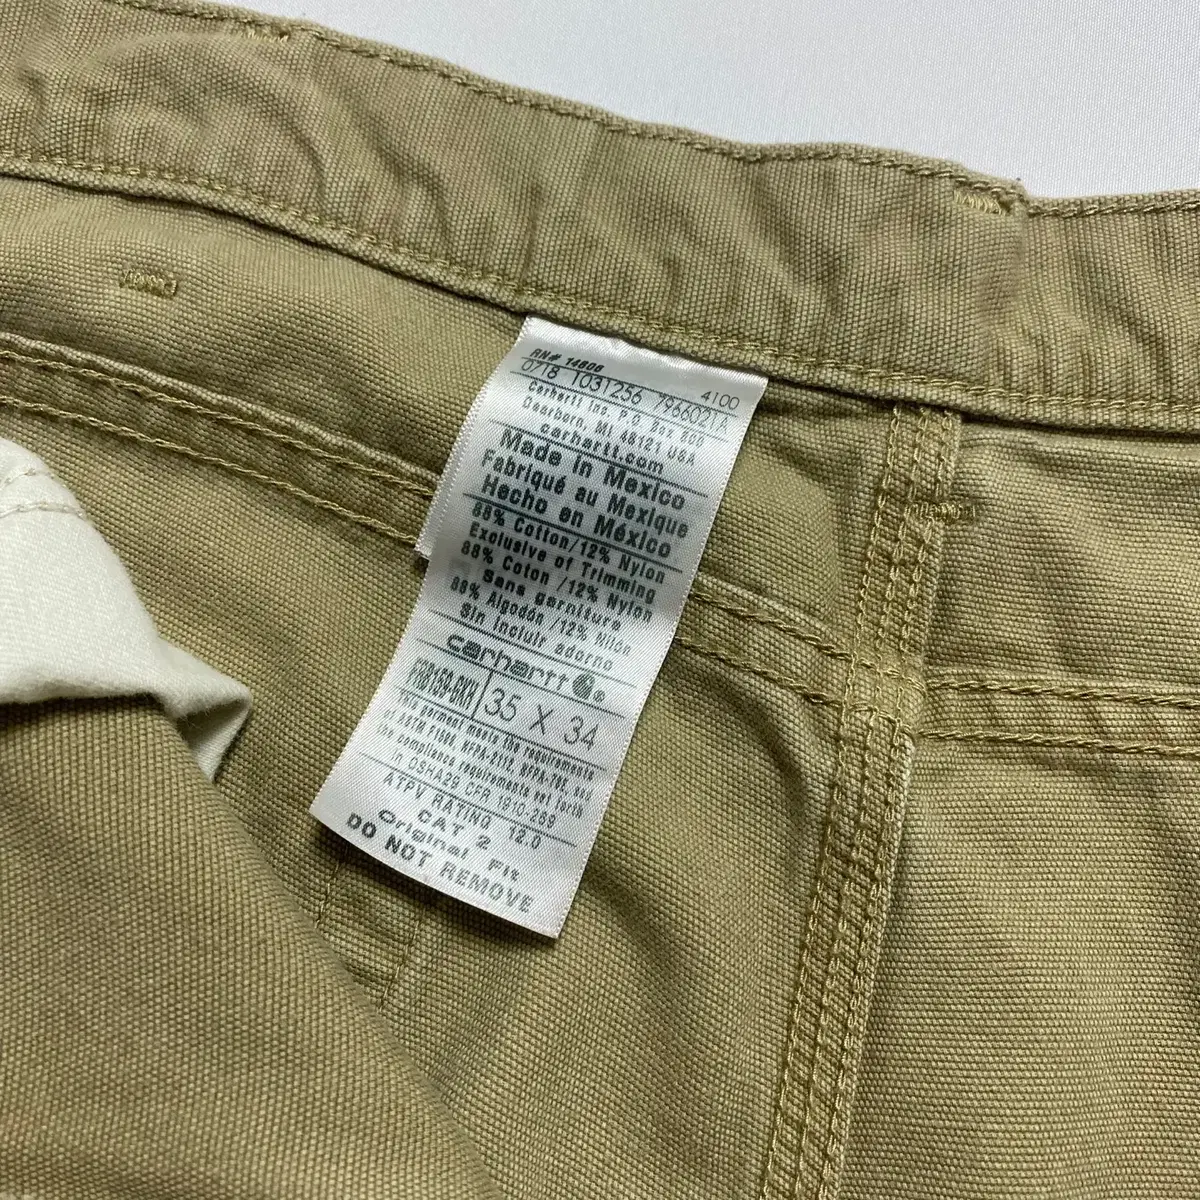 RN# 14806
0718 1031256 7966021A 4100
Carhartt Inc. P.O. Box 600
Dearborn, MI 48121 USA
carhartt.com
Made in Mexico
Fabriqué au Mexique
Hecho en México
88% Cotton/12% Nylon
Exclusive of Trimming
88% Coton /12% Nylon
Sans garniture
88% Algodón /12% Nilón
Sin incluir adorno
carhartt
FRB159-GKH 35 X 34
This garment meets the requirements
of ASTM F1506, NFPA-2112, NFPA-70E, and
the compliance requirements set forth
in OSHA29 CFR 1910-269
ATPV RATING 12.0
CAT 2
Original Fit
DO NOT REMOVE